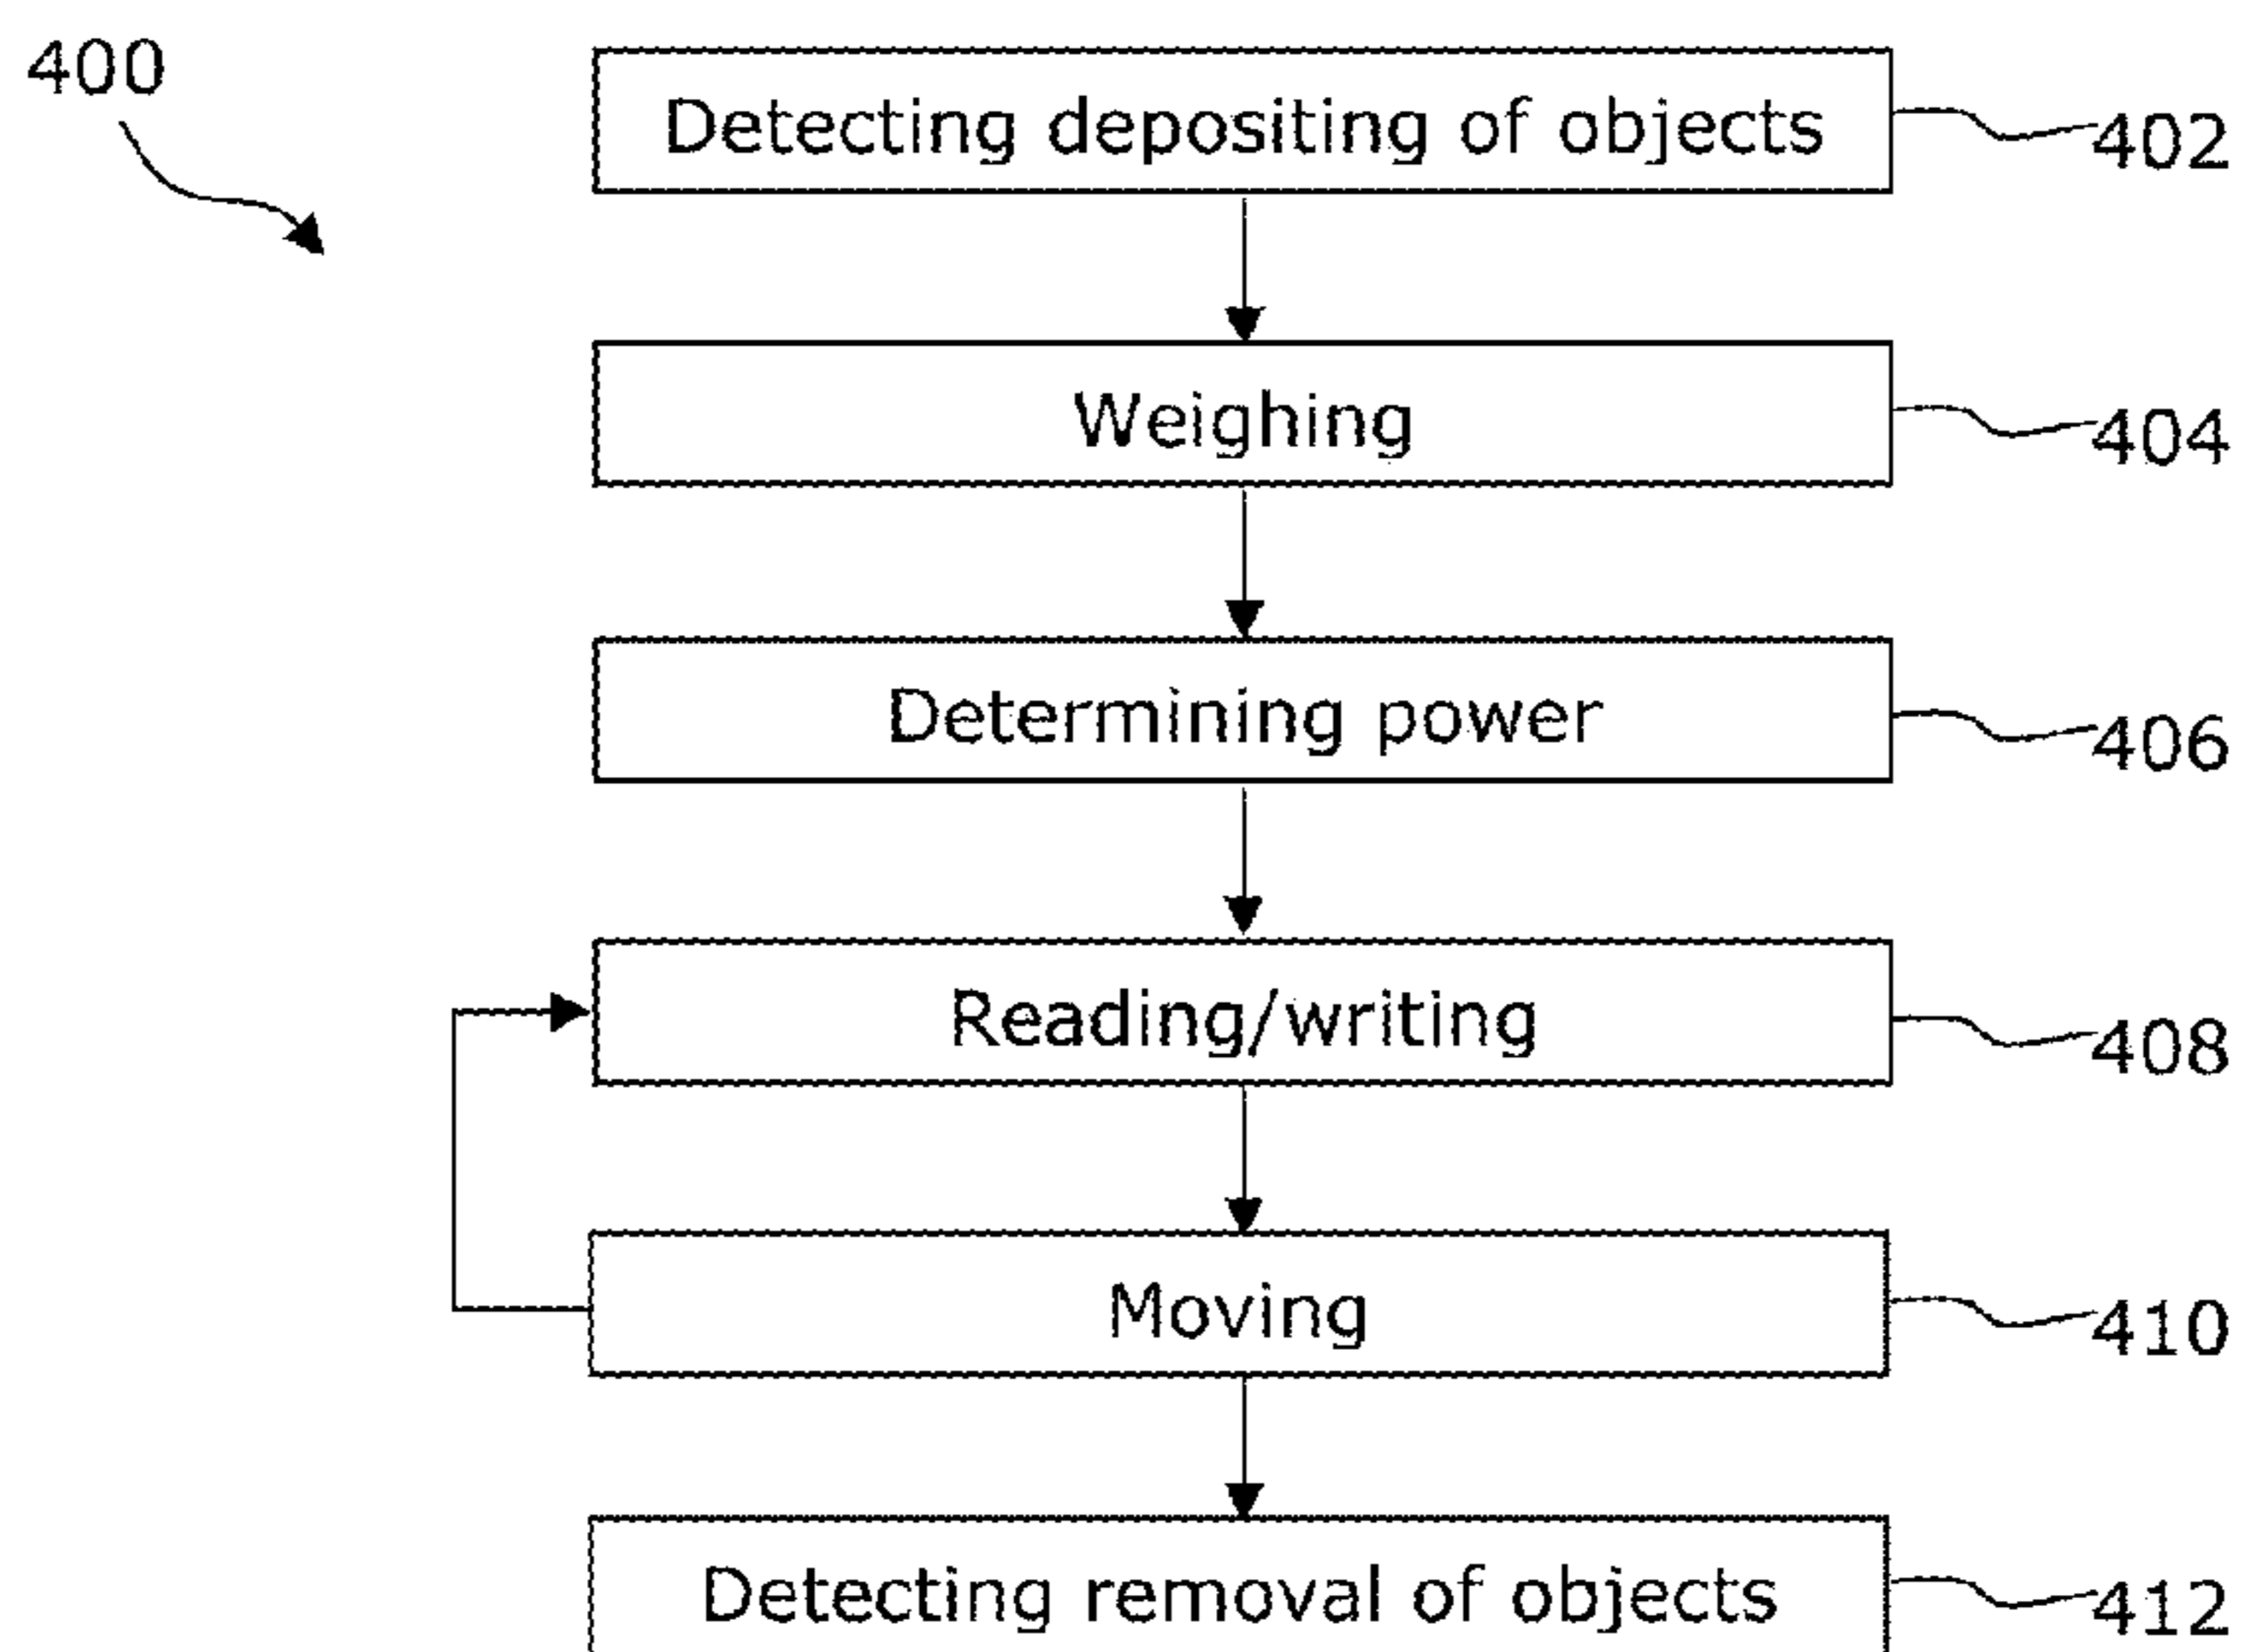 400
Detecting depositing of objects 402
Weighing 404
Determining power 406
Reading/writing 408
Moving 410
Detecting removal of objects 412